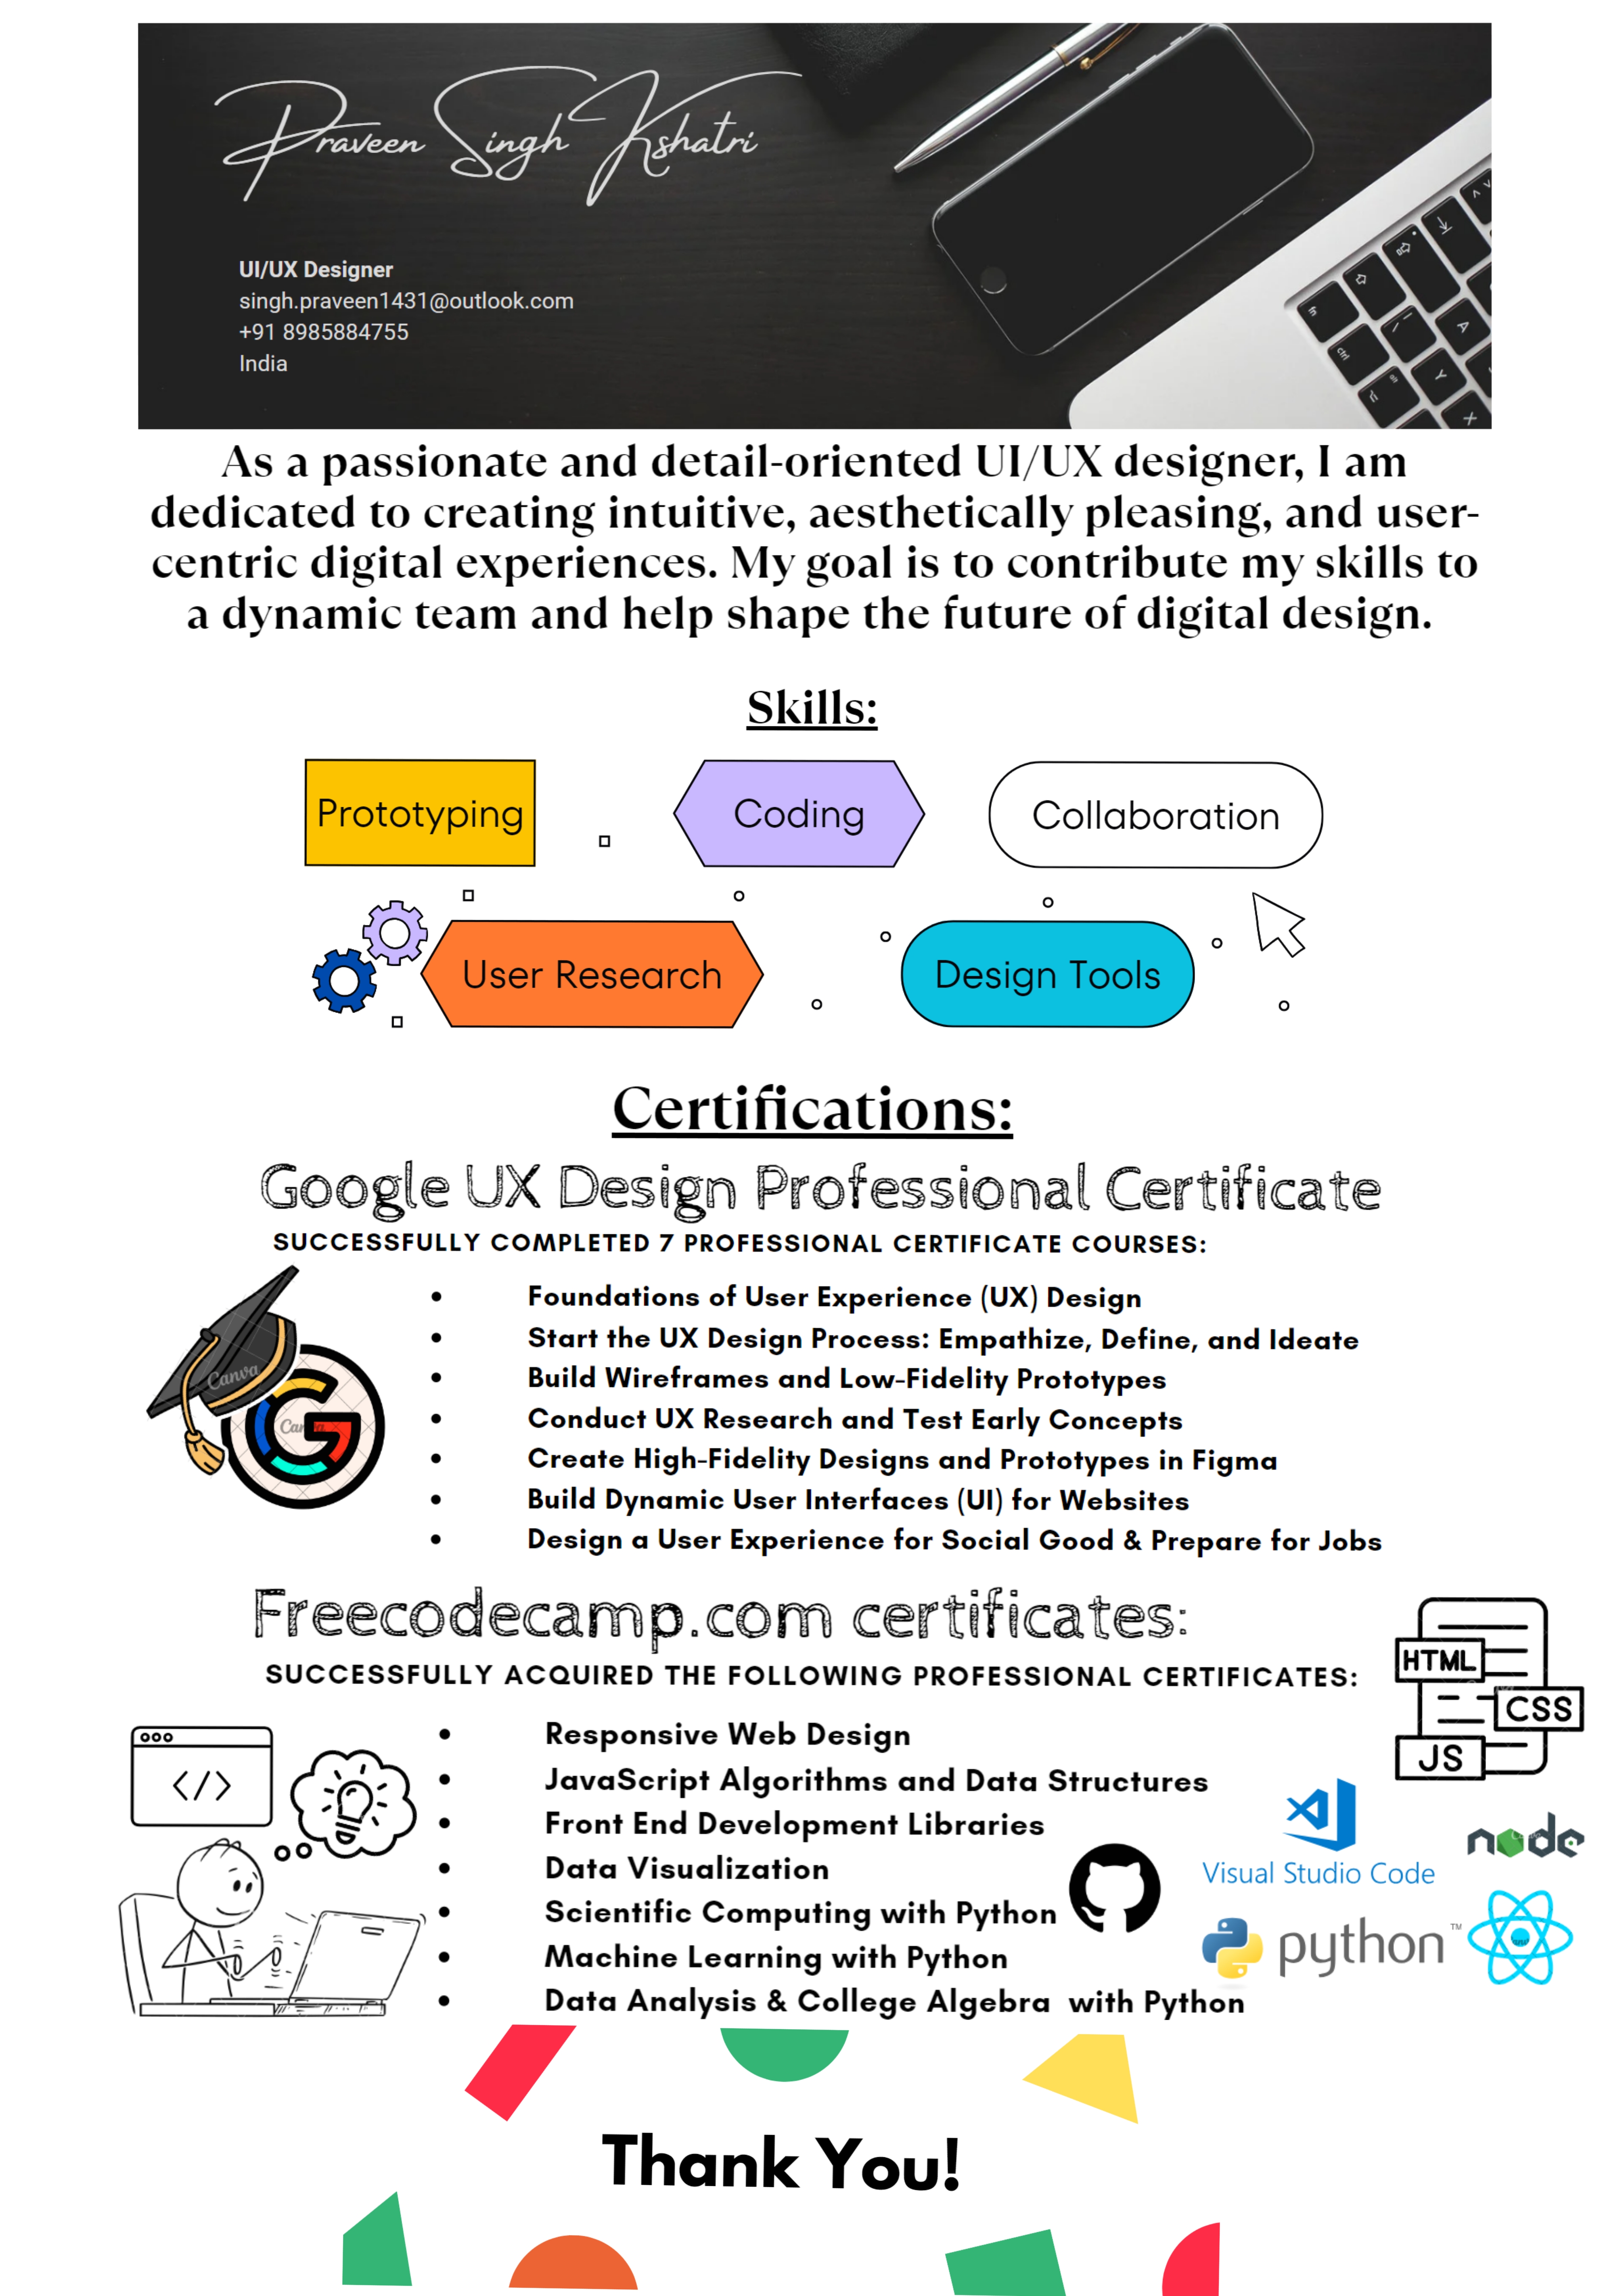 Praveen Singh Kshatri
UI/UX Designer
singh.praveen1431@outlook.com
+91 8985884755
India
As a passionate and detail-oriented UI/UX designer, I am
dedicated to creating intuitive, aesthetically pleasing, and user-
centric digital experiences. My goal is to contribute my skills to
a dynamic team and help shape the future of digital design.
Skills:
Prototyping
Coding
Collaboration
User Research
Design Tools
Certifications:
Google UX Design Professional Certificate
SUCCESSFULLY COMPLETED 7 PROFESSIONAL CERTIFICATE COURSES:
• Foundations of User Experience (UX) Design
• Start the UX Design Process: Empathize, Define, and Ideate
• Build Wireframes and Low-Fidelity Prototypes
• Conduct UX Research and Test Early Concepts
• Create High-Fidelity Designs and Prototypes in Figma
• Build Dynamic User Interfaces (UI) for Websites
• Design a User Experience for Social Good & Prepare for Jobs
Canva
G
Freecodecamp.com certificates:
SUCCESSFULLY ACQUIRED THE FOLLOWING PROFESSIONAL CERTIFICATES:
HTML
CSS
JS
• Responsive Web Design
• JavaScript Algorithms and Data Structures
• Front End Development Libraries
• Data Visualization
• Scientific Computing with Python
• Machine Learning with Python
• Data Analysis & College Algebra with Python
</>
Visual Studio Code
node
python™
Thank You!